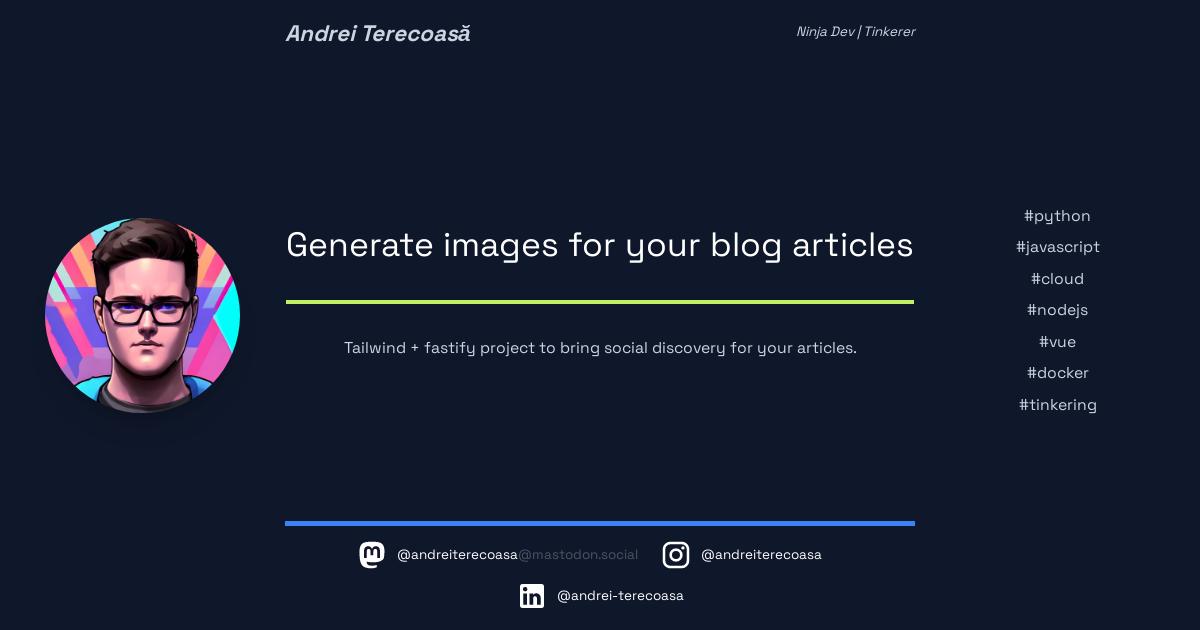 Andrei Terecoasă
Ninja Dev | Tinkerer
Generate images for your blog articles
Tailwind + fastify project to bring social discovery for your articles.
#python
#javascript
#cloud
#nodejs
#vue
#docker
#tinkering
@andreiterecoasa@mastodon.social
@andreiterecoasa
@andrei-terecoasa